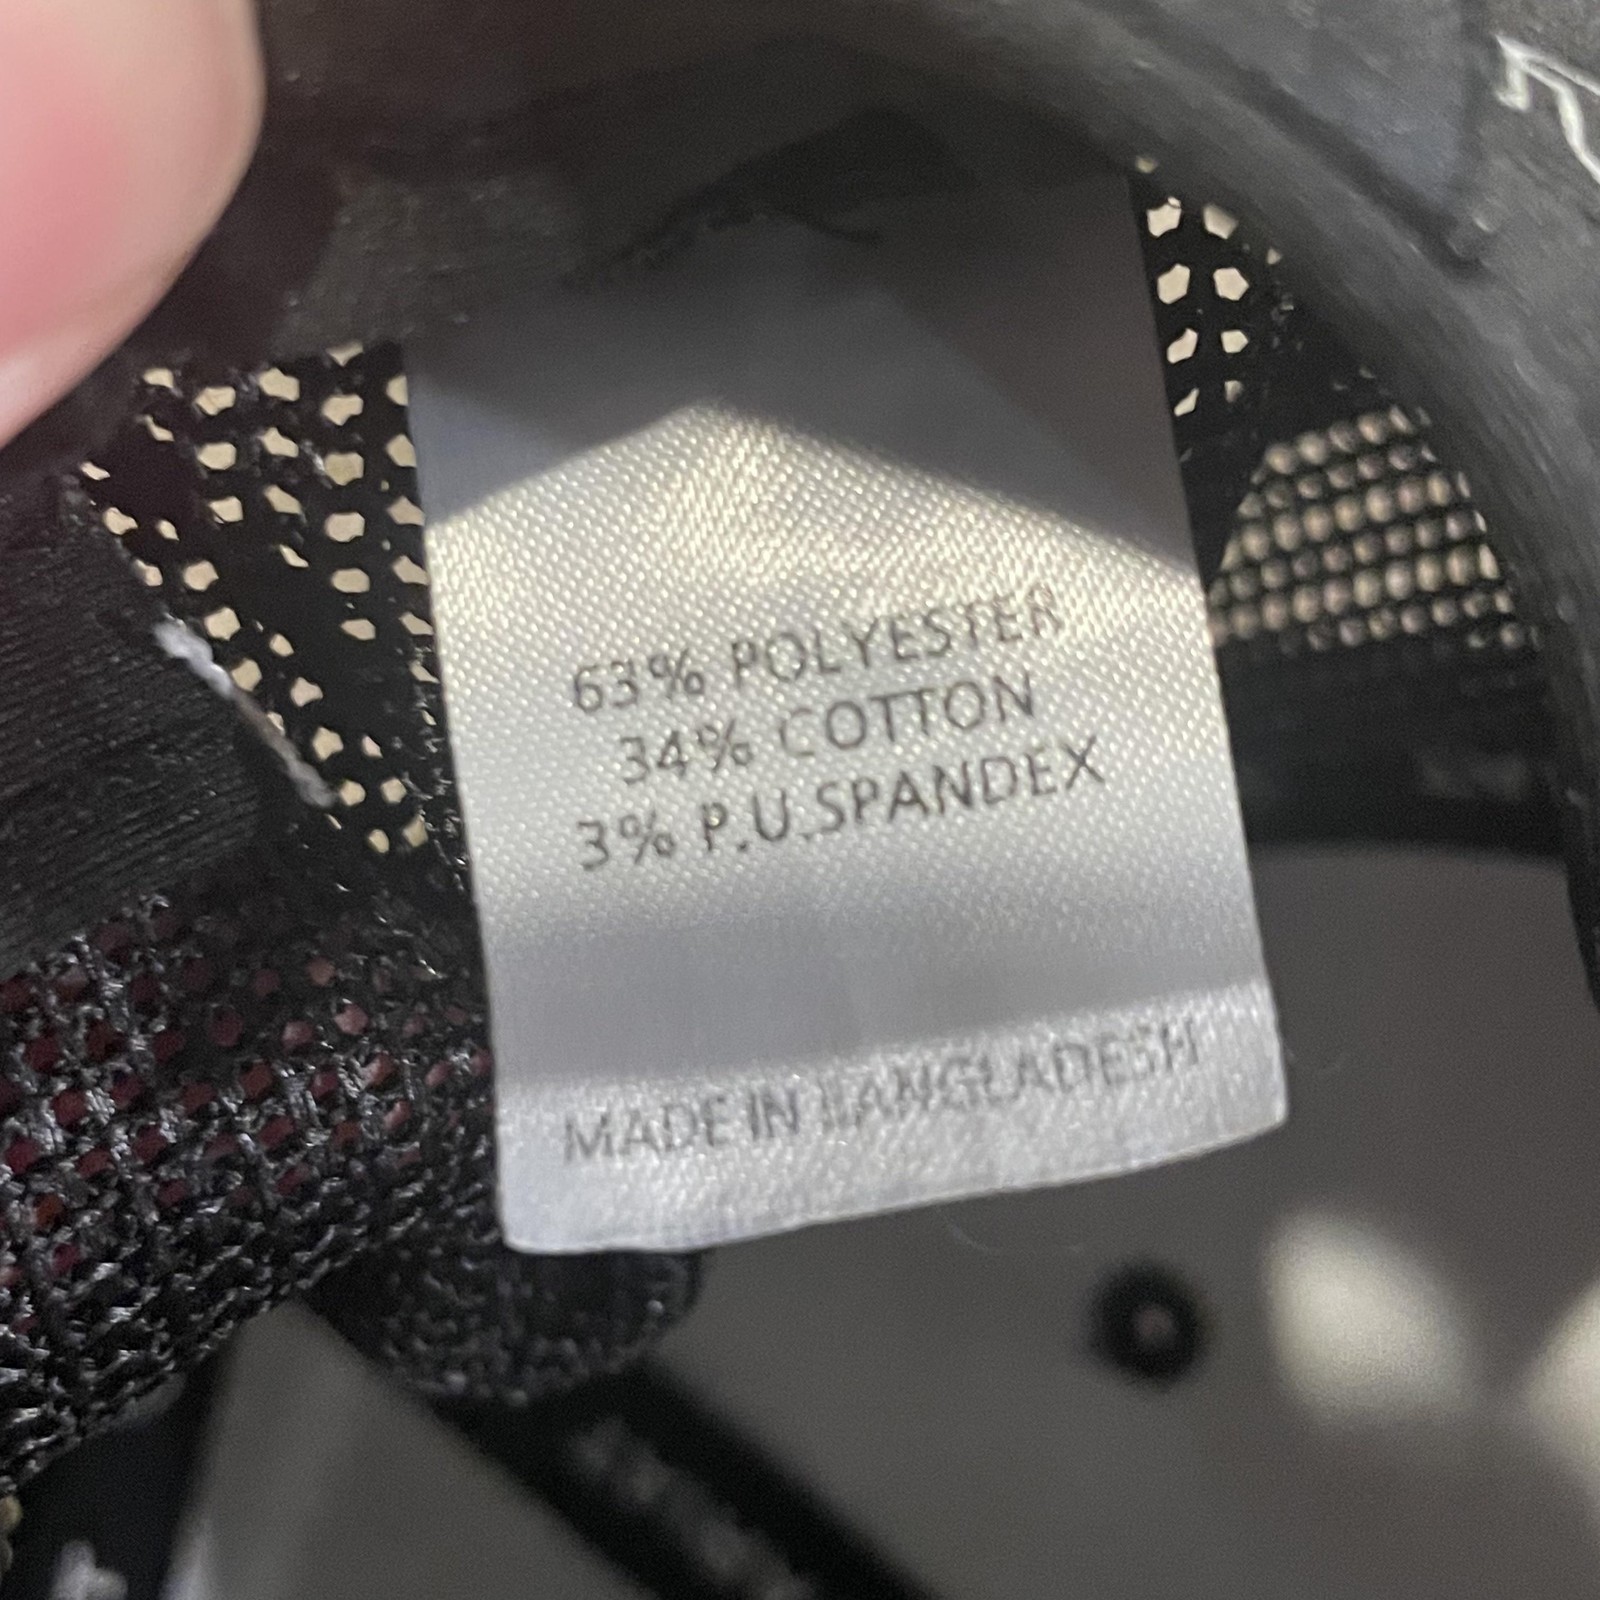 63% POLYESTER
34% COTTON
3% P.U.SPANDEX
MADE IN BANGLADESH